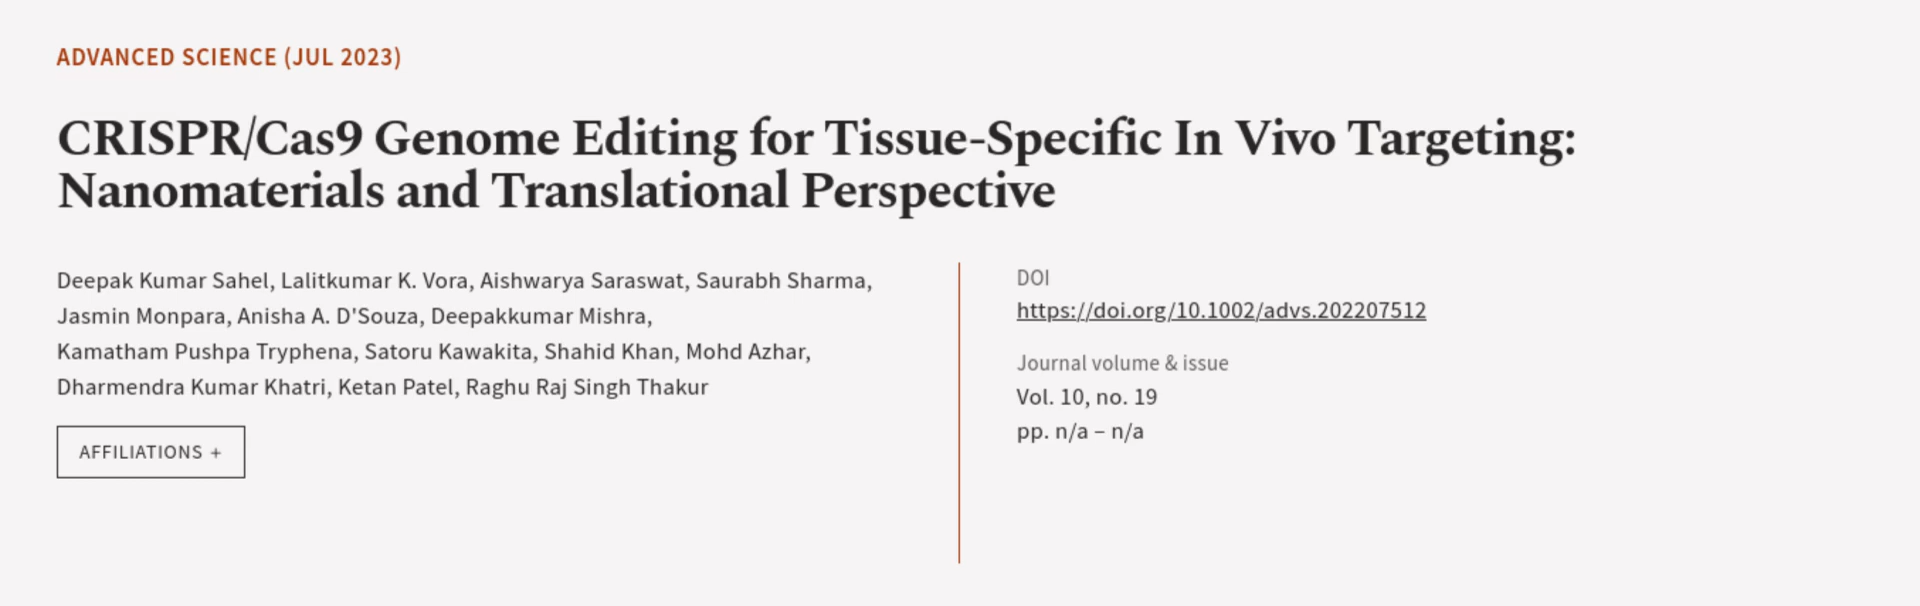 ADVANCED SCIENCE (JUL 2023)
CRISPR/Cas9 Genome Editing for Tissue-Specific In Vivo Targeting:
Nanomaterials and Translational Perspective
Deepak Kumar Sahel, Lalitkumar K. Vora, Aishwarya Saraswat, Saurabh Sharma,
Jasmin Monpara, Anisha A. D'Souza, Deepakkumar Mishra,
Kamatham Pushpa Tryphena, Satoru Kawakita, Shahid Khan, Mohd Azhar,
Dharmendra Kumar Khatri, Ketan Patel, Raghu Raj Singh Thakur
AFFILIATIONS +
DOI
https://doi.org/10.1002/advs.202207512
Journal volume & issue
Vol. 10, no. 19
pp. n/a – n/a